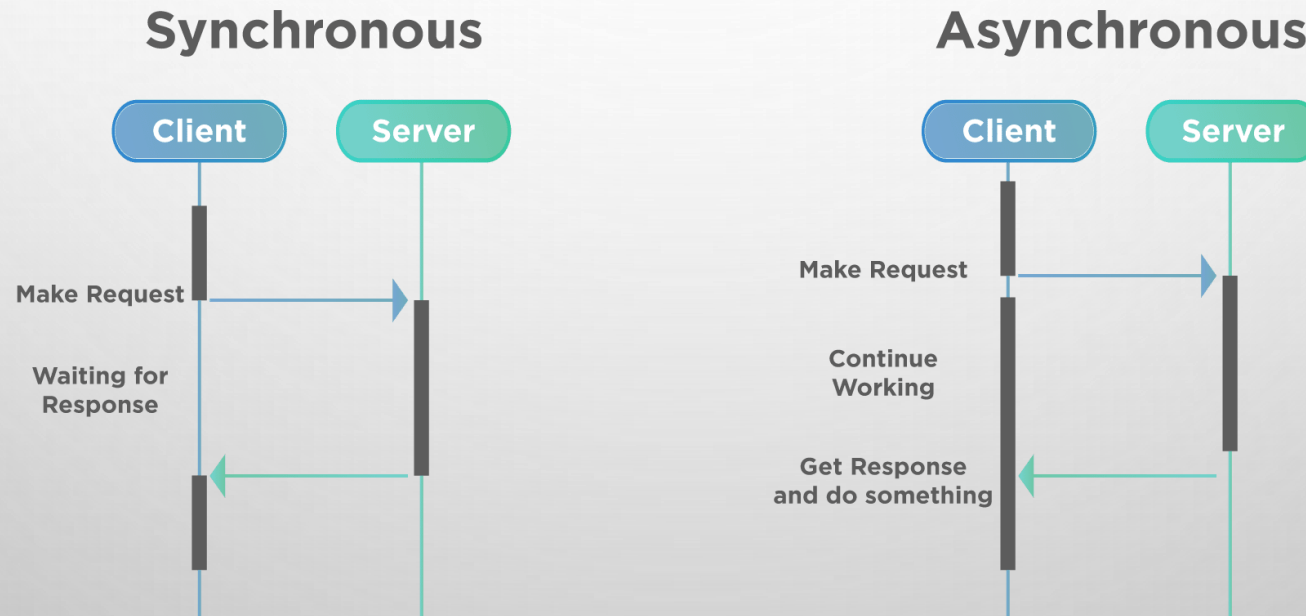 Synchronous
Client
Server
Make Request
Waiting for
Response
Asynchronous
Client
Server
Make Request
Continue
Working
Get Response
and do something